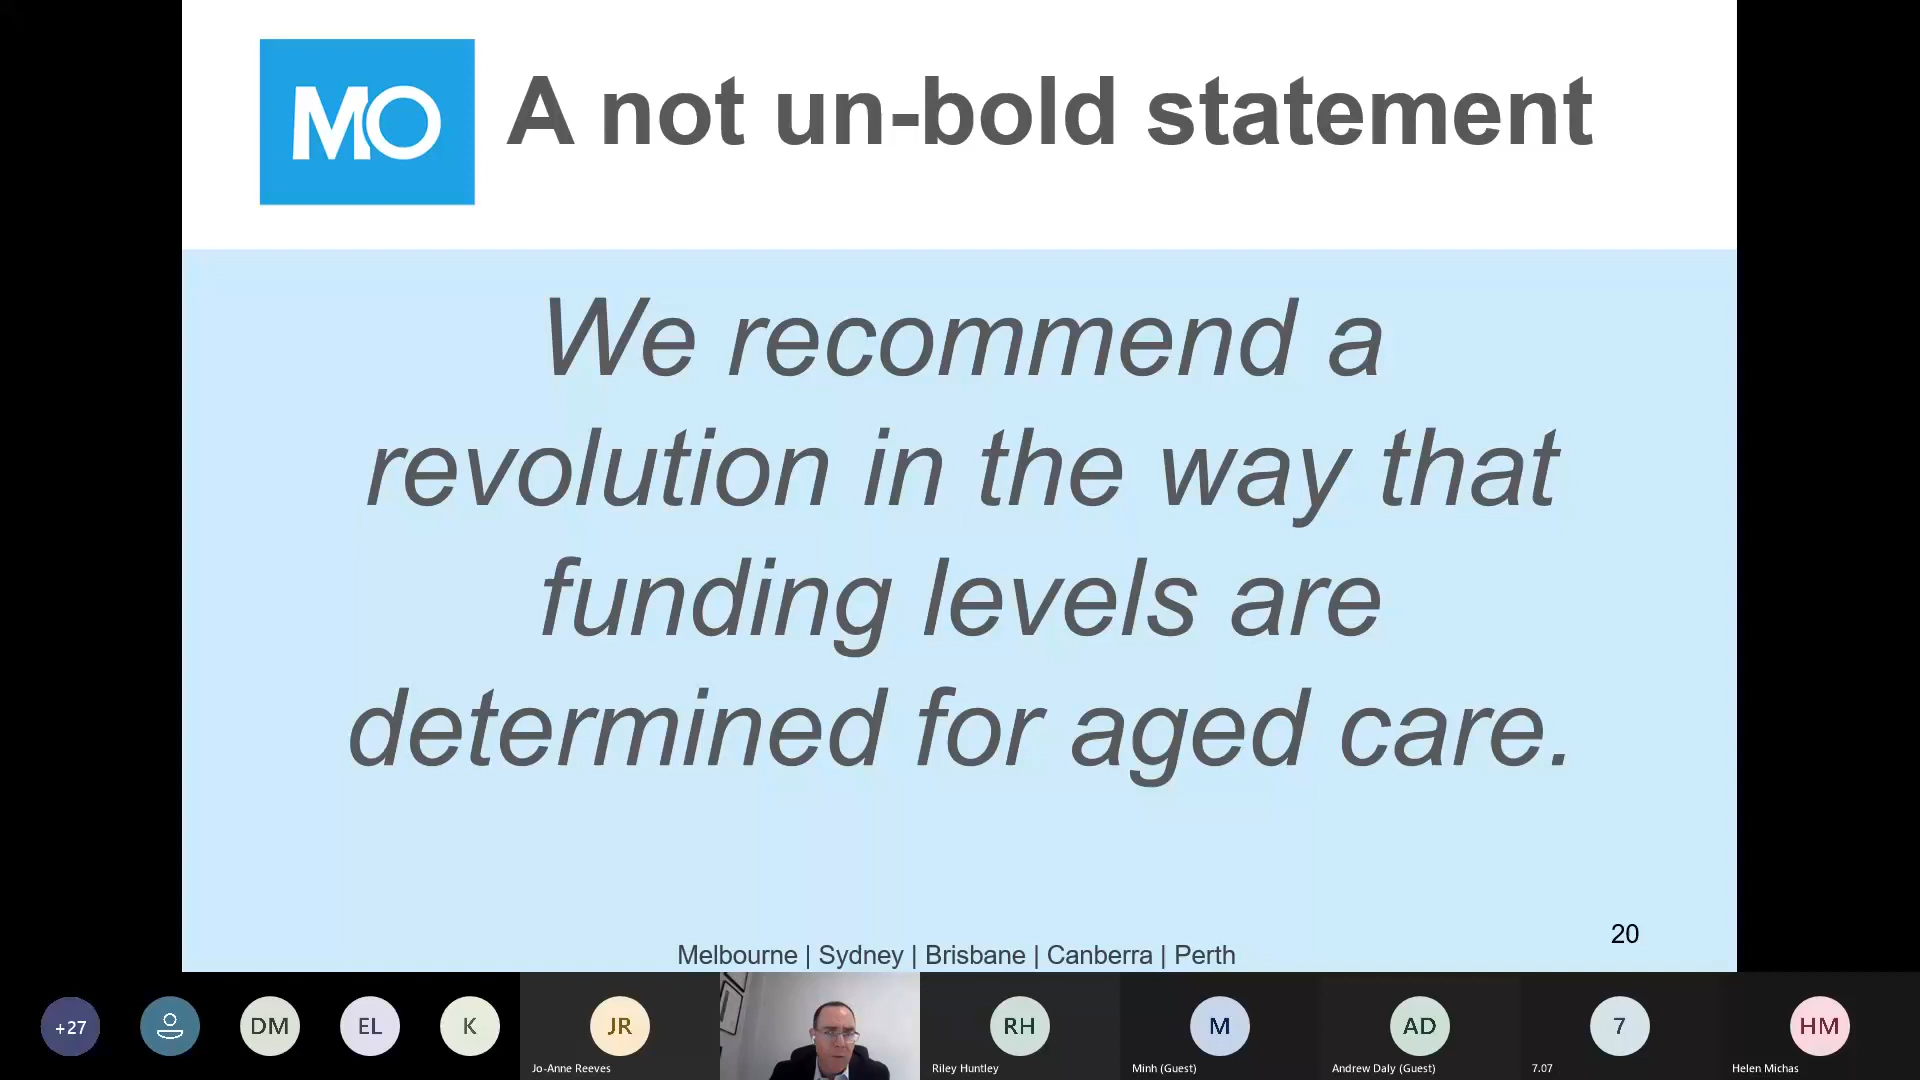 MO
A not un-bold statement
We recommend a
revolution in the way that
funding levels are
determined for aged care.
20
Melbourne | Sydney | Brisbane | Canberra | Perth
+27
DM
EL
K
JR
Jo-Anne Reeves
RH
Riley Huntley
M
Minh (Guest)
AD
Andrew Daly (Guest)
7
7.07
HM
Helen Michas